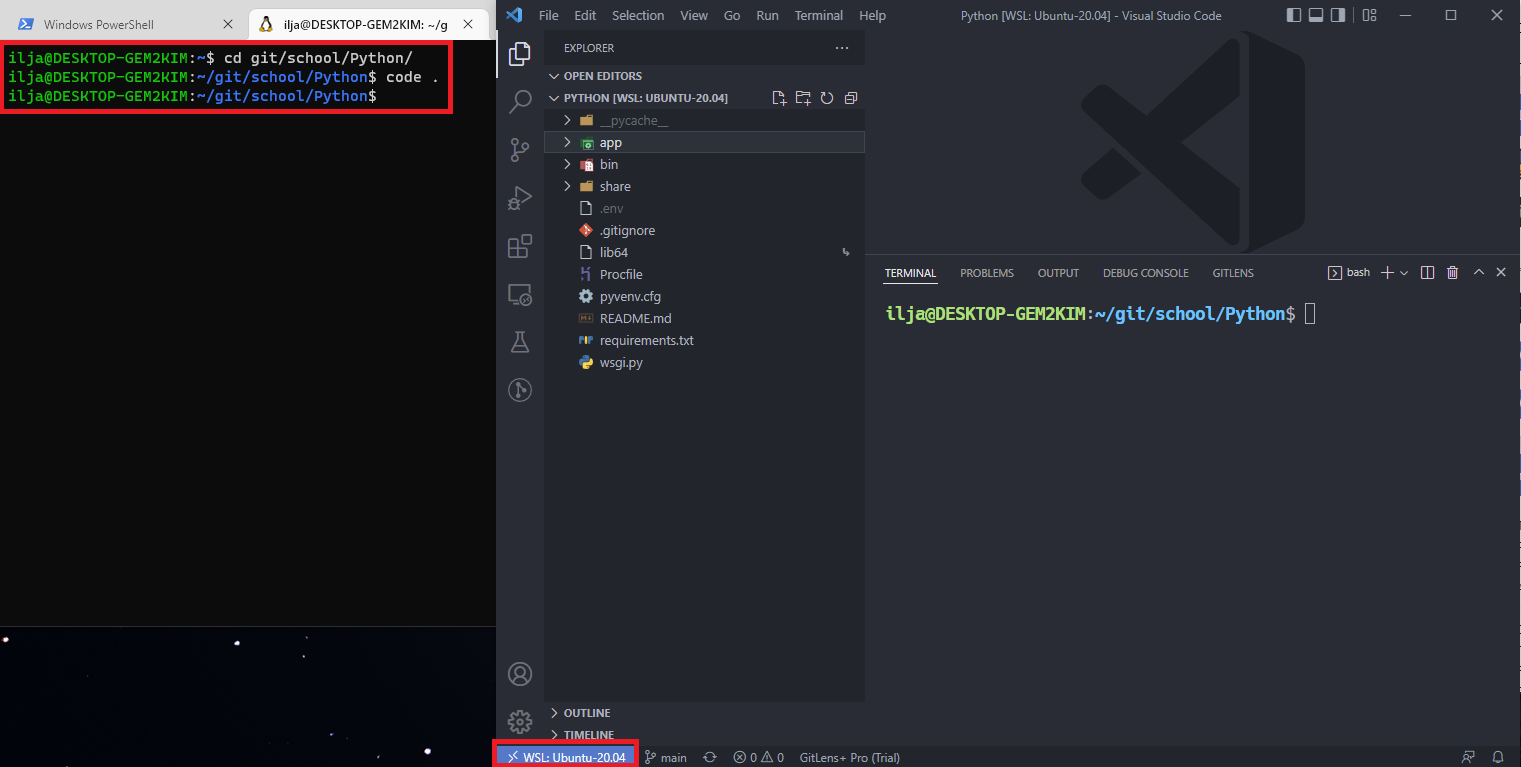 Windows PowerShell
ilja@DESKTOP-GEM2KIM: ~/g
ilja@DESKTOP-GEM2KIM:~$ cd git/school/Python/
ilja@DESKTOP-GEM2KIM:~/git/school/Python$ code .
ilja@DESKTOP-GEM2KIM:~/git/school/Python$
File Edit Selection View Go Run Terminal Help
Python [WSL: Ubuntu-20.04] - Visual Studio Code
EXPLORER
OPEN EDITORS
PYTHON [WSL: UBUNTU-20.04]
__pycache__
app
bin
share
.env
.gitignore
lib64
Procfile
pyvenv.cfg
README.md
requirements.txt
wsgi.py
OUTLINE
TIMELINE
TERMINAL PROBLEMS OUTPUT DEBUG CONSOLE GITLENS
bash
ilja@DESKTOP-GEM2KIM:~/git/school/Python$
WSL: Ubuntu-20.04 main 0 0 GitLens+ Pro (Trial)